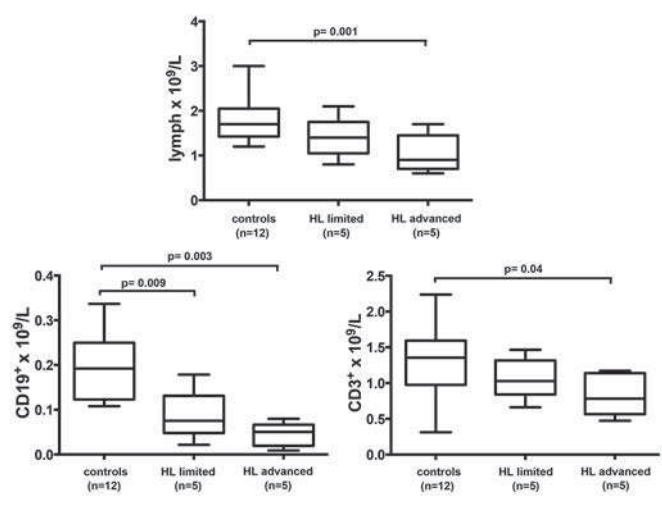 p= 0.001
lymph x 10⁹/L
4
3
2
1
0
controls
(n=12)
HL limited
(n=5)
HL advanced
(n=5)
p= 0.003
p= 0.009
CD19⁺ x 10⁹/L
0.4
0.3
0.2
0.1
0.0
controls
(n=12)
HL limited
(n=5)
HL advanced
(n=5)
p= 0.04
CD3⁺ x 10⁹/L
2.5
2.0
1.5
1.0
0.5
0.0
controls
(n=12)
HL limited
(n=5)
HL advanced
(n=5)